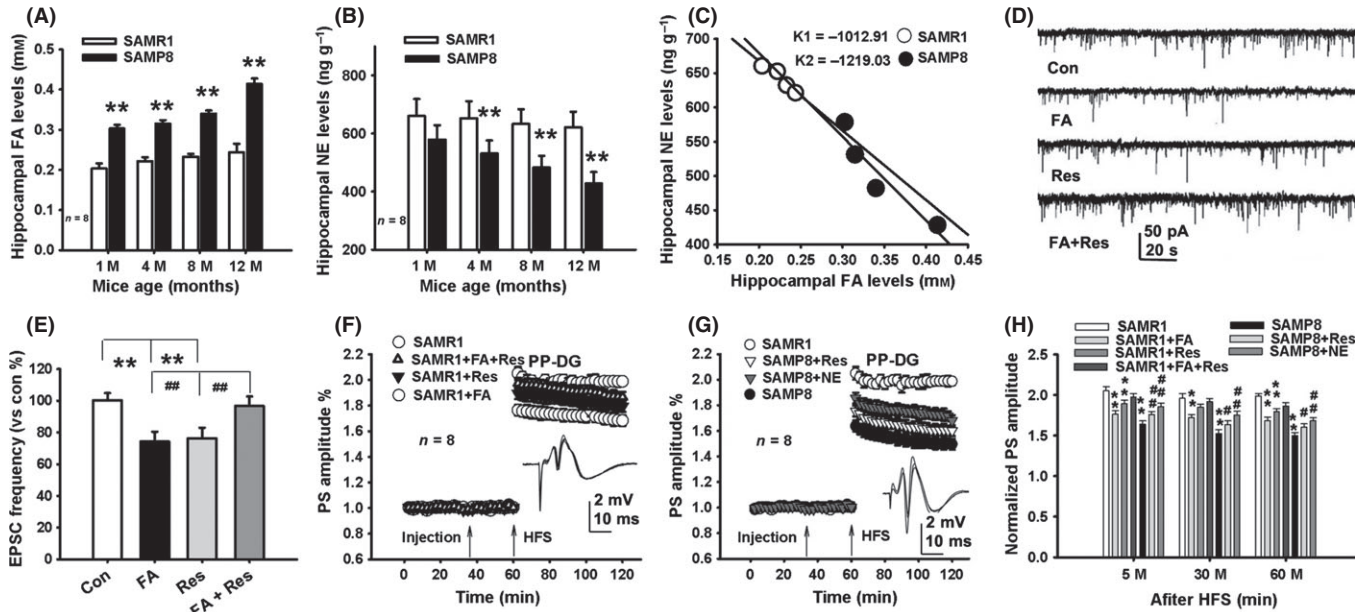 (A)
SAMR1
SAMP8
Hippocampal FA levels (mM)
0.5
0.4
0.3
0.2
0.1
0.0
**
**
**
**
n = 8
1 M
4 M
8 M
12 M
Mice age (months)
(B)
SAMR1
SAMP8
Hippocampal NE levels (ng g–1)
900
750
600
450
200
**
**
**
n = 8
1 M
4 M
8 M
12 M
Mice age (months)
(C)
K1 = –1012.91
SAMR1
K2 = –1219.03
SAMP8
Hippocampal NE levels (ng g–1)
700
650
600
550
500
450
400
0.15
0.20
0.25
0.30
0.35
0.40
0.45
Hippocampal FA levels (mM)
(D)
Con
FA
Res
FA+Res
50 pA
20 s
(E)
EPSC frequency (vs con %)
120
100
80
60
40
20
0
**
**
##
##
Con
FA
Res
FA + Res
(F)
SAMR1
SAMR1+FA+Res
SAMR1+Res
SAMR1+FA
PP-DG
PS amplitude %
2.2
2.0
1.8
1.6
1.4
1.2
1.0
0.8
0.6
n = 8
2 mV
10 ms
Injection
HFS
0
20
40
60
80
100
120
Time (min)
(G)
SAMR1
SAMP8+Res
SAMP8+NE
SAMP8
PP-DG
PS amplitude %
2.2
2.0
1.8
1.6
1.4
1.2
1.0
0.8
0.6
n = 8
2 mV
10 ms
Injection
HFS
0
20
40
60
80
100
120
Time (min)
(H)
SAMR1
SAMR1+FA
SAMR1+Res
SAMR1+FA+Res
SAMP8
SAMP8+Res
SAMP8+NE
Normalized PS amplitude
2.5
2.0
1.5
1.0
0.5
0.0
**
**
**
##
##
*
**
#
##
**
**
**
#
##
5 M
30 M
60 M
Afiter HFS (min)